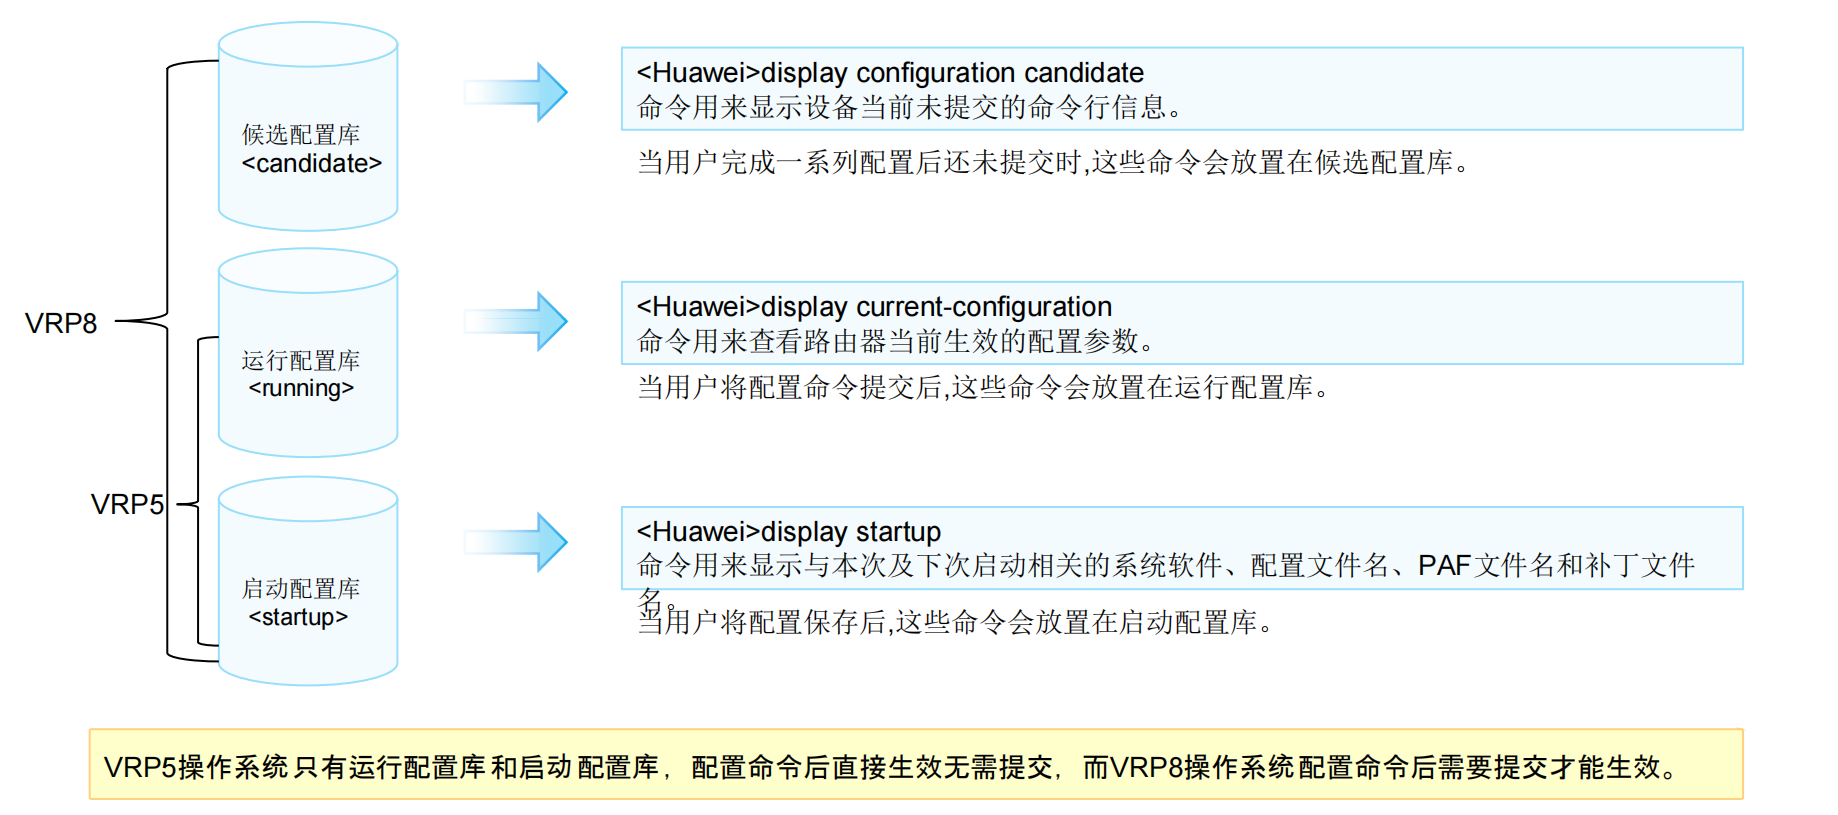 候选配置库
<candidate>
<Huawei>display configuration candidate
命令用来显示设备当前未提交的命令行信息。
当用户完成一系列配置后还未提交时,这些命令会放置在候选配置库。
VRP8
运行配置库
<running>
<Huawei>display current-configuration
命令用来查看路由器当前生效的配置参数。
当用户将配置命令提交后,这些命令会放置在运行配置库。
VRP5
启动配置库
<startup>
<Huawei>display startup
命令用来显示与本次及下次启动相关的系统软件、配置文件名、PAF文件名和补丁文件
名。
当用户将配置保存后,这些命令会放置在启动配置库。
VRP5操作系统只有运行配置库和启动配置库，配置命令后直接生效无需提交，而VRP8操作系统配置命令后需要提交才能生效。